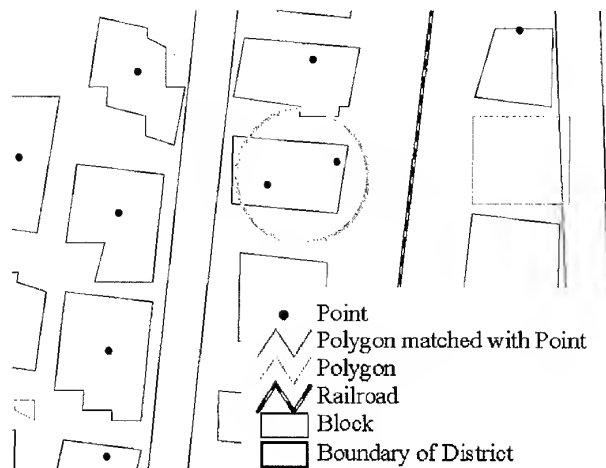 Point
Polygon matched with Point
Polygon
Railroad
Block
Boundary of District